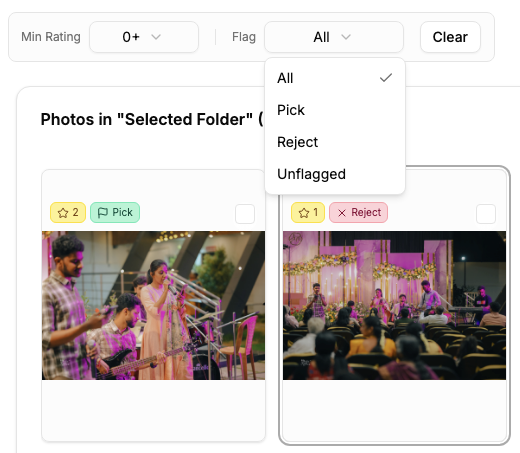 Min Rating 0+ Flag All Clear
All
Pick
Reject
Unflagged
Photos in "Selected Folder" (
2 Pick
1 Reject